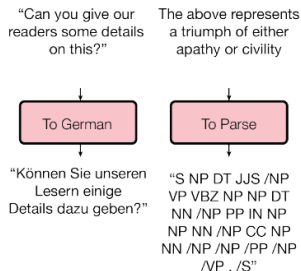 “Can you give our
readers some details
on this?”
To German
“Können Sie unseren
Lesern einige
Details dazu geben?”
The above represents
a triumph of either
apathy or civility
To Parse
“S NP DT JJS /NP
VP VBZ NP NP DT
NN /NP PP IN NP
NP NN /NP CC NP
NN /NP /NP /PP /NP
/VP . /S”